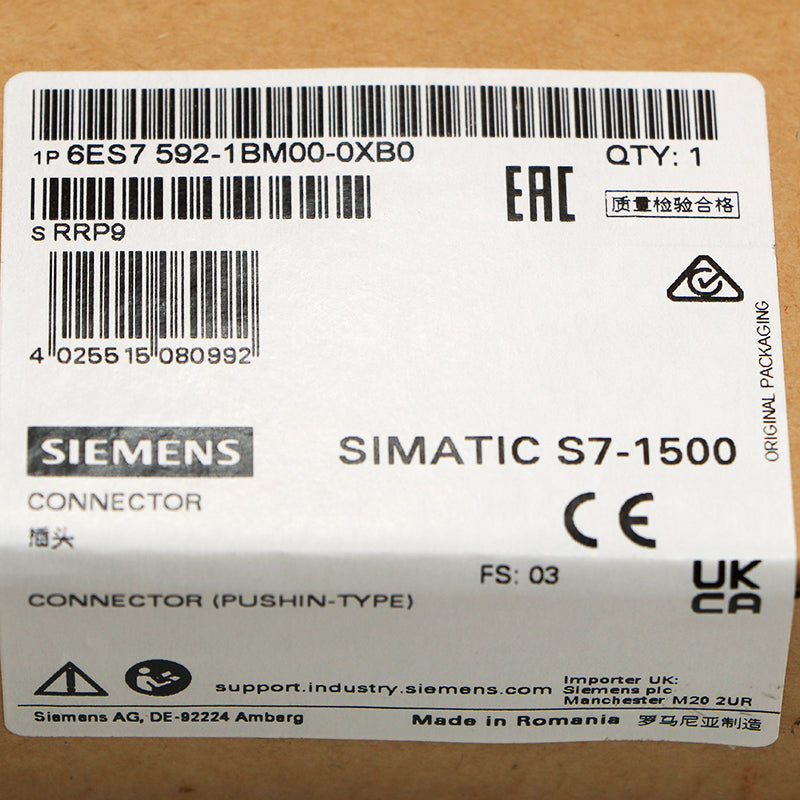 1P 6ES7 592-1BM00-0XB0
QTY: 1
EAC
质量检验合格
S RRP9
4 025515 080992
ORIGINAL PACKAGING
SIEMENS
SIMATIC S7-1500
CONNECTOR
插头
CE
FS: 03
UK
CA
CONNECTOR (PUSHIN-TYPE)
support.industry.siemens.com
Importer UK:
Siemens plc
Manchester M20 2UR
Siemens AG, DE-92224 Amberg
Made in Romania 罗马尼亚制造